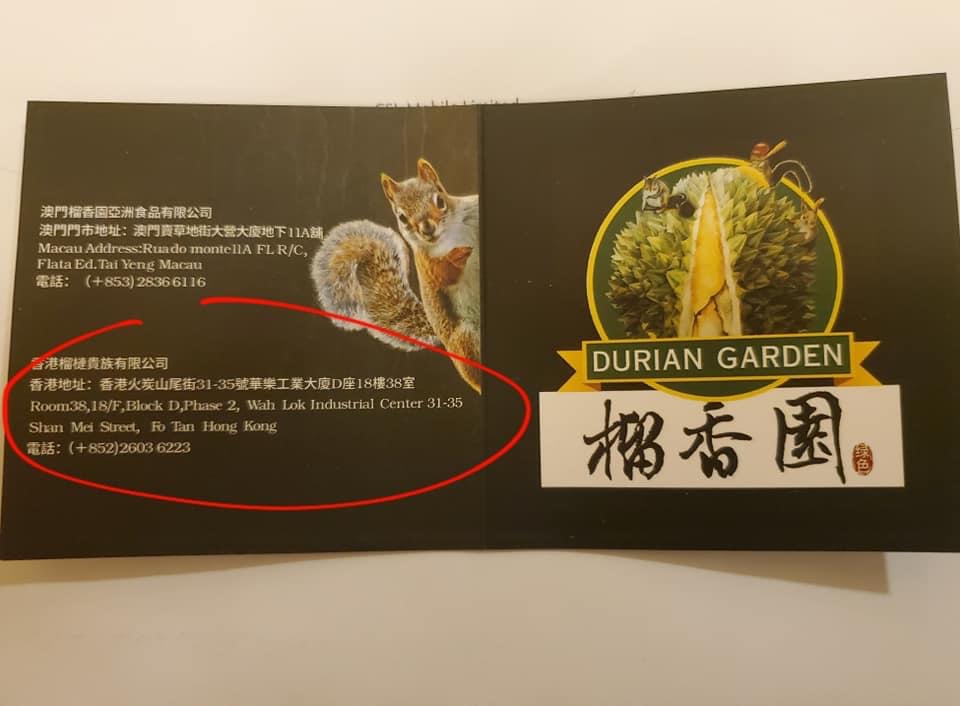 澳門榴香園亞洲食品有限公司
澳門門市地址：澳門賣草地街大營大廈地下11A舖
Macau Address:Rua do monte11A FL R/C,
Flata Ed.Tai Yeng Macau
電話：（+853) 2836 6116
香港榴槤貴族有限公司
香港地址：香港火炭山尾街31-35號華樂工業大廈D座18樓38室
Room38,18/F,Block D,Phase 2, Wah Lok Industrial Center 31-35
Shan Mei Street, Fo Tan Hong Kong
電話：(+852)2603 6223
DURIAN GARDEN
榴香園
绿色